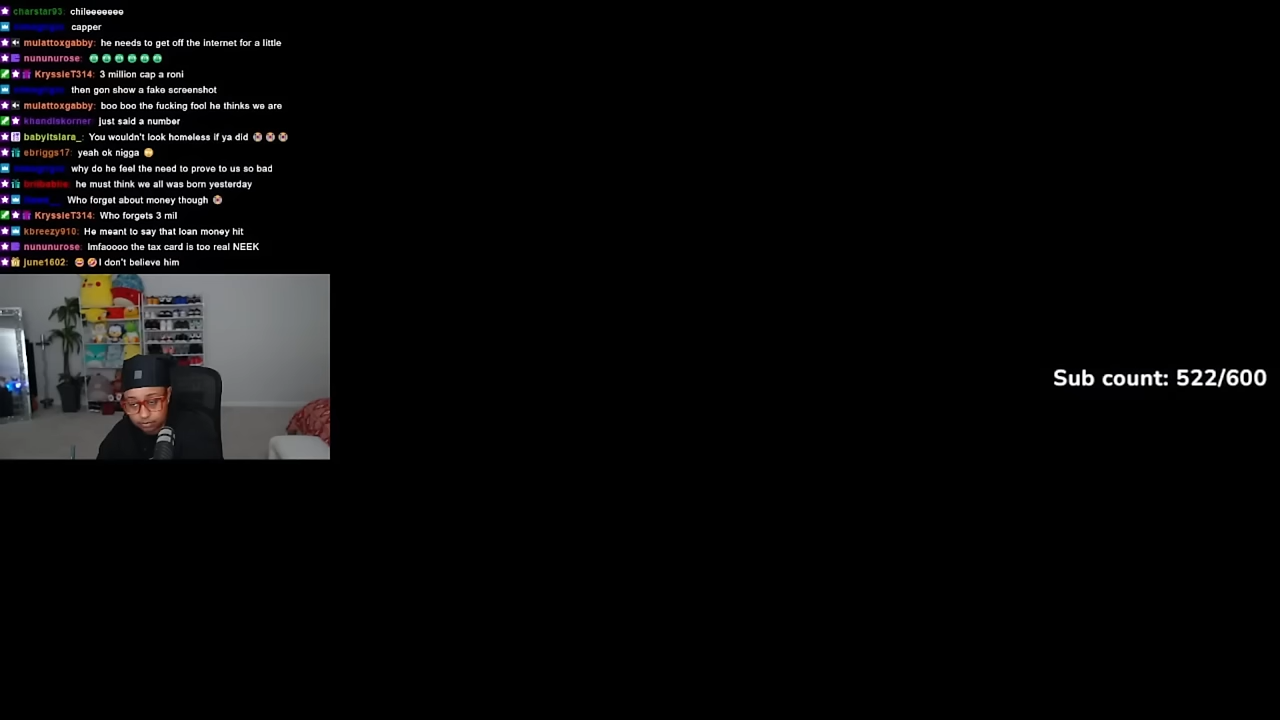 charstar93: chileeeeeee
capper
mulattoxgabby: he needs to get off the internet for a little
nununurose:
KryssieT314: 3 million cap a roni
then gon show a fake screenshot
mulattoxgabby: boo boo the fucking fool he thinks we are
khandiskorner: just said a number
babyitsiara_: You wouldn't look homeless if ya did
ebriggs17: yeah ok nigga
why do he feel the need to prove to us so bad
he must think we all was born yesterday
Who forget about money though
KryssieT314: Who forgets 3 mil
kbreezy910: He meant to say that loan money hit
nununurose: lmfaoooo the tax card is too real NEEK
june1602: I don't believe him
Sub count: 522/600